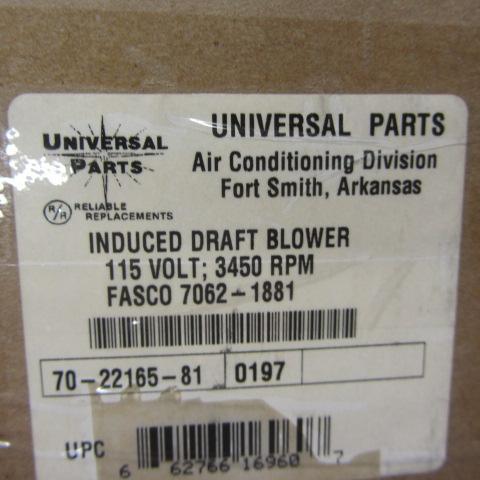 UNIVERSAL PARTS
UNIVERSAL PARTS
Air Conditioning Division
Fort Smith, Arkansas
R/R RELIABLE
REPLACEMENTS
INDUCED DRAFT BLOWER
115 VOLT; 3450 RPM
FASCO 7062-1881
70-22165-81 0197
UPC
6 62766 16960 7